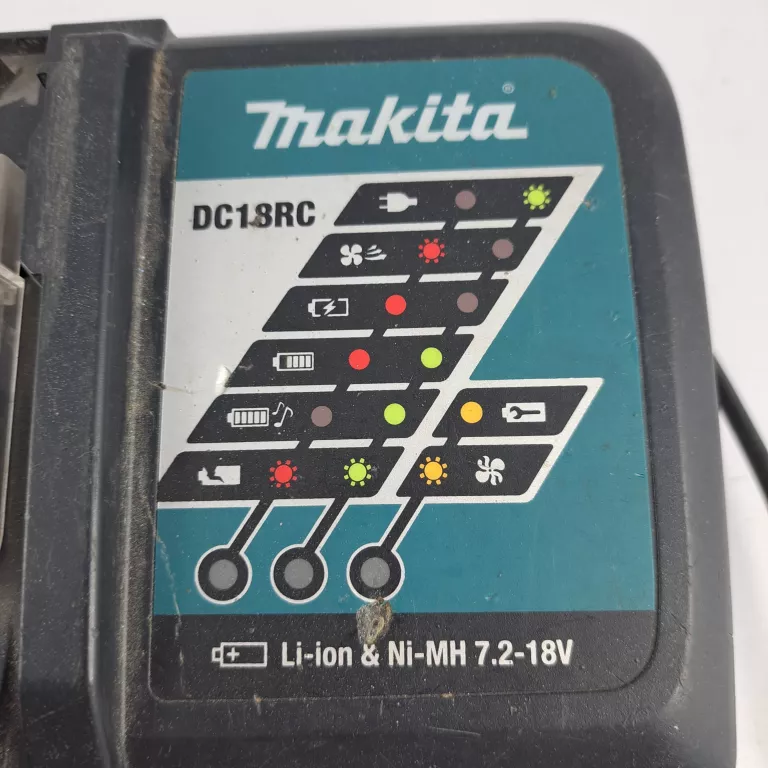 makita®
DC18RC
Li-ion & Ni-MH 7.2-18V